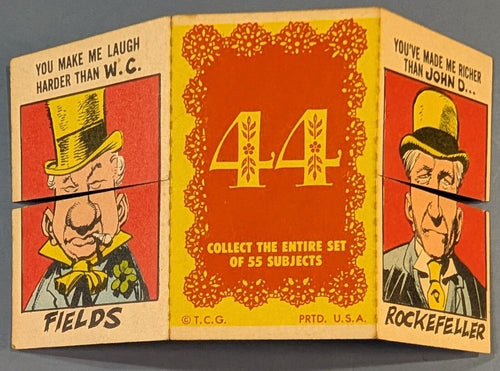 YOU MAKE ME LAUGH
HARDER THAN W.C.
FIELDS
44
COLLECT THE ENTIRE SET
OF 55 SUBJECTS
© T.C.G.
PRTD. U.S.A.
YOU'VE MADE ME RICHER
THAN JOHN D...
ROCKEFELLER